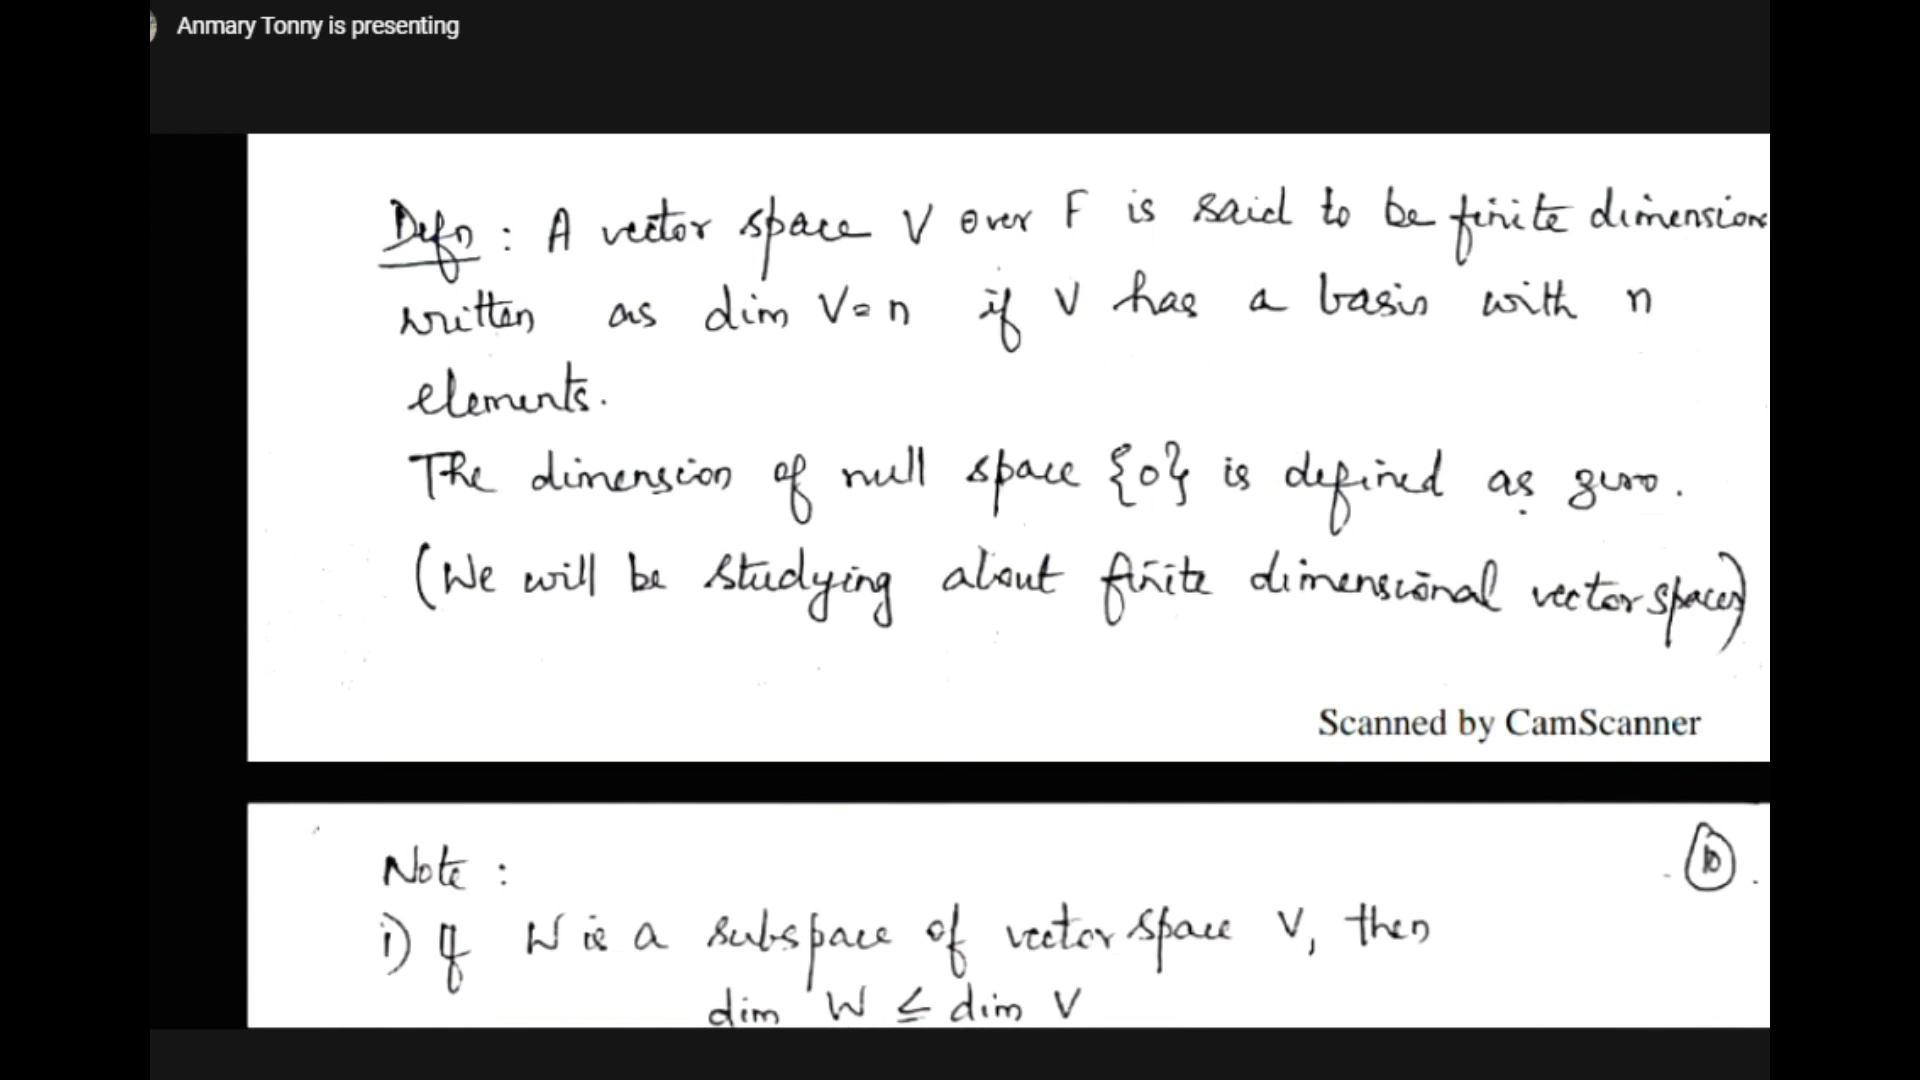 Anmary Tonny is presenting
Defn : A vector space V over F is said to be finite dimension
written as dim V = n if V has a basis with n
elements.
The dimension of null space {0} is defined as zero.
(We will be studying about finite dimensional vector spaces)
Scanned by CamScanner
Note :
i) If W is a subspace of vector space V, then
dim W ≤ dim V